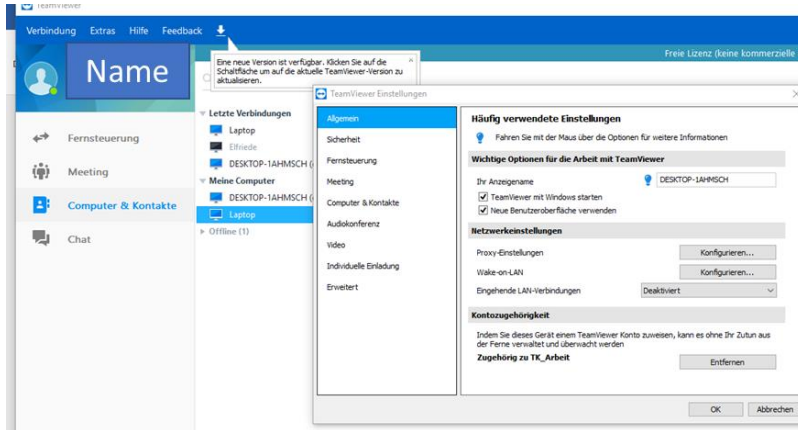 TeamViewer
Verbindung Extras Hilfe Feedback
Freie Lizenz (keine kommerzielle
Eine neue Version ist verfügbar. Klicken Sie auf die
Schaltfläche um auf die aktuelle TeamViewer-Version zu
aktualisieren.
Name
Fernsteuerung
Meeting
Computer & Kontakte
Chat
Letzte Verbindungen
Laptop
Elfriede
DESKTOP-1AHMSCH (
Meine Computer
DESKTOP-1AHMSCH (
Laptop
Offline (1)
TeamViewer Einstellungen
Allgemein
Sicherheit
Fernsteuerung
Meeting
Computer & Kontakte
Audiokonferenz
Video
Individuelle Einladung
Erweitert
Häufig verwendete Einstellungen
Fahren Sie mit der Maus über die Optionen für weitere Informationen
Wichtige Optionen für die Arbeit mit TeamViewer
Ihr Anzeigename DESKTOP-1AHMSCH
TeamViewer mit Windows starten
Neue Benutzeroberfläche verwenden
Netzwerkeinstellungen
Proxy-Einstellungen Konfigurieren...
Wake-on-LAN Konfigurieren...
Eingehende LAN-Verbindungen Deaktiviert
Kontozugehörigkeit
Indem Sie dieses Gerät einem TeamViewer Konto zuweisen, kann es ohne Ihr Zutun aus
der Ferne verwaltet und überwacht werden
Zugehörig zu TK_Arbeit Entfernen
OK Abbrechen